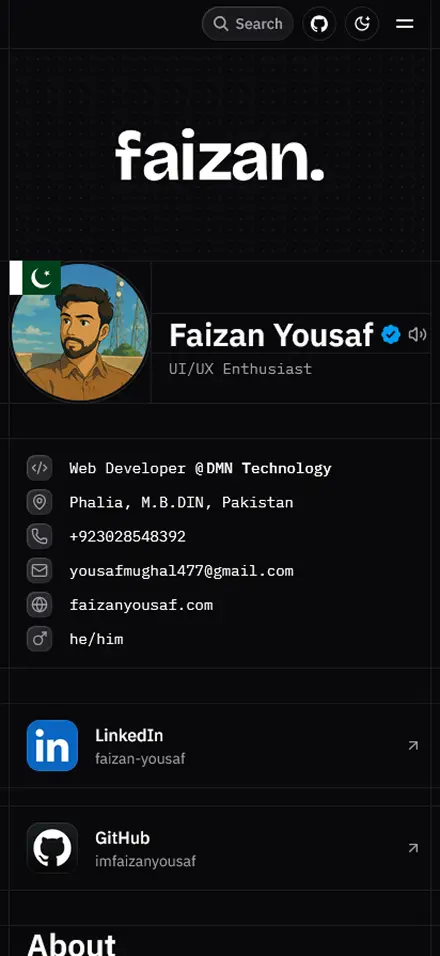 Search
faizan.
Faizan Yousaf
UI/UX Enthusiast
Web Developer @DMN Technology
Phalia, M.B.DIN, Pakistan
+923028548392
yousafmughal477@gmail.com
faizanyousaf.com
he/him
in
LinkedIn
faizan-yousaf
GitHub
imfaizanyousaf
About